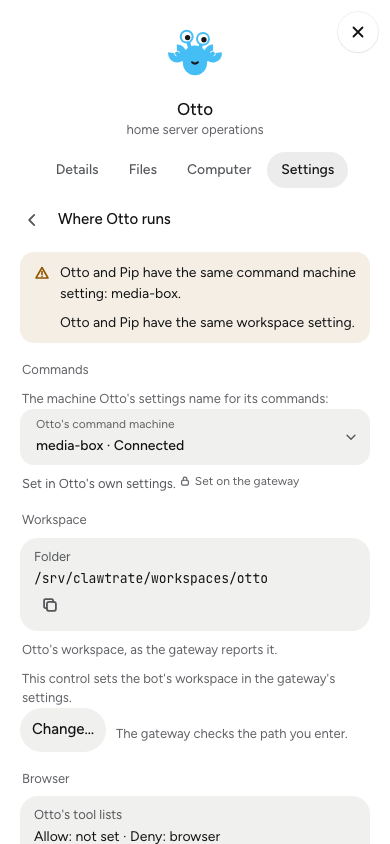 Otto
home server operations
Details
Files
Computer
Settings
Where Otto runs
Otto and Pip have the same command machine
setting: media-box.
Otto and Pip have the same workspace setting.
Commands
The machine Otto's settings name for its commands:
Otto's command machine
media-box · Connected
Set in Otto's own settings. Set on the gateway
Workspace
Folder
/srv/clawtrate/workspaces/otto
Otto's workspace, as the gateway reports it.
This control sets the bot's workspace in the gateway's
settings.
Change...
The gateway checks the path you enter.
Browser
Otto's tool lists
Allow: not set · Deny: browser